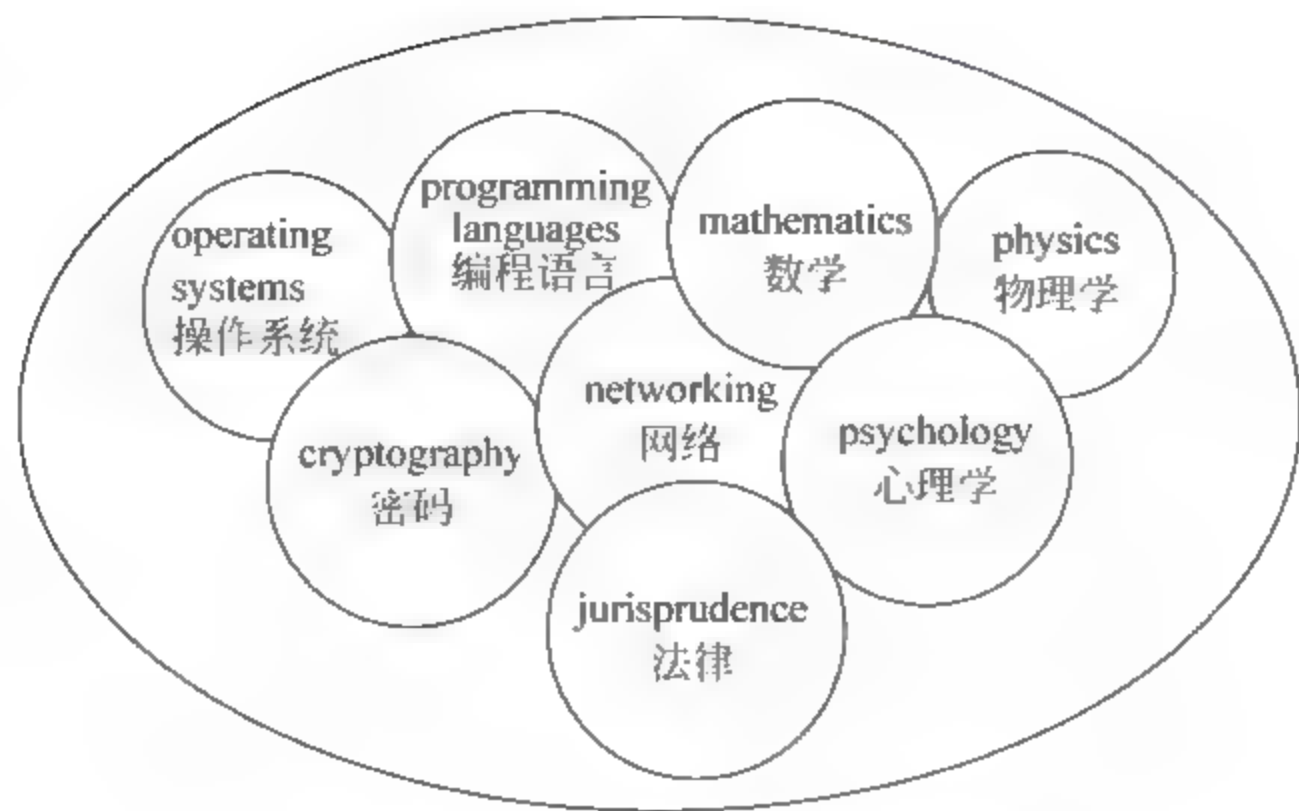 operating
systems
操作系统
programming
languages
编程语言
mathematics
数学
physics
物理学
cryptography
密码
networking
网络
psychology
心理学
jurisprudence
法律